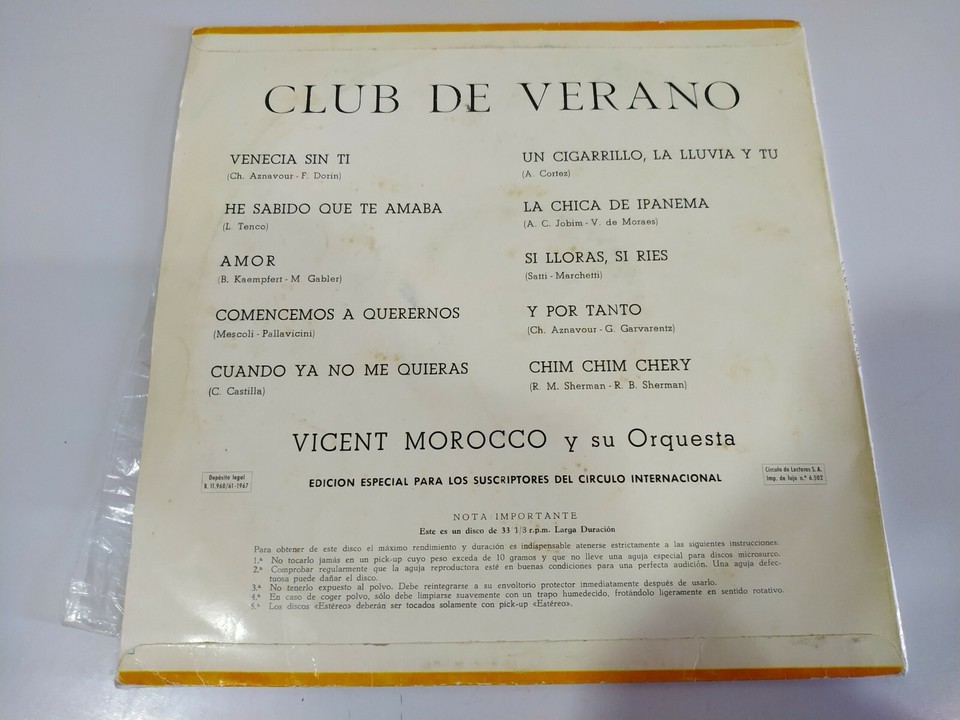 CLUB DE VERANO
VENECIA SIN TI
(Ch. Aznavour - F. Dorin)
HE SABIDO QUE TE AMABA
(L. Tenco)
AMOR
(B. Kaempfert - M. Gabler)
COMENCEMOS A QUERERNOS
(Mescoli - Pallavicini)
CUANDO YA NO ME QUIERAS
(C. Castilla)
UN CIGARRILLO, LA LLUVIA Y TU
(A. Cortez)
LA CHICA DE IPANEMA
(A. C. Jobim - V. de Moraes)
SI LLORAS, SI RIES
(Satti - Marchetti)
Y POR TANTO
(Ch. Aznavour - G. Garvarentz)
CHIM CHIM CHERY
(R. M. Sherman - R. B. Sherman)
VICENT MOROCCO y su Orquesta
Depósito legal
B. 11.960/61-1967
EDICION ESPECIAL PARA LOS SUSCRIPTORES DEL CIRCULO INTERNACIONAL
Círculo de Lectores S. A.
Imp. de lujo n.º 6.502
NOTA IMPORTANTE
Este es un disco de 33 1/3 r.p.m. Larga Duración
Para obtener de este disco el máximo rendimiento y duración es indispensable atenerse estrictamente a las siguientes instrucciones:
1.ª No tocarlo jamás en un pick-up cuyo peso exceda de 10 gramos y que no lleve una aguja especial para discos microsurco.
2.ª Comprobar regularmente que la aguja reproductora esté en buenas condiciones para una perfecta audición. Una aguja defec-
tuosa puede dañar el disco.
3.ª No tenerlo expuesto al polvo. Debe reintegrarse a su envoltorio protector inmediatamente después de usarlo.
4.ª En caso de coger polvo, sólo debe limpiarse suavemente con un trapo humedecido, frotándolo ligeramente en sentido rotativo.
5.ª Los discos «Estéreo» deberán ser tocados solamente con pick-up «Estéreo».